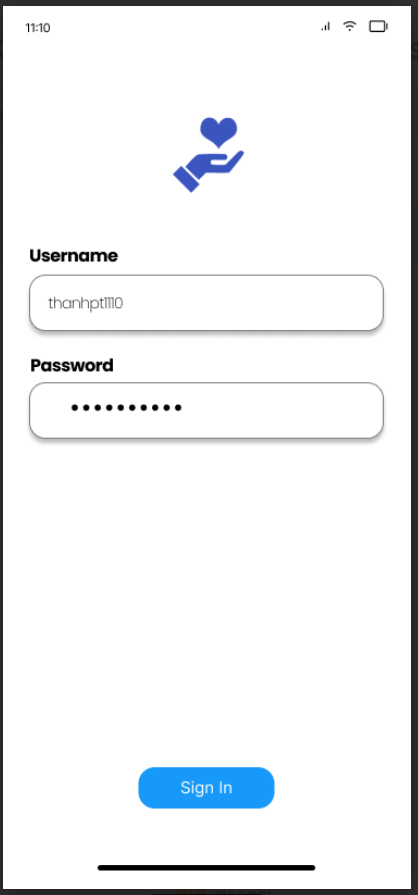 11:10
Username
thanhpt1110
Password
••••••••••
Sign In